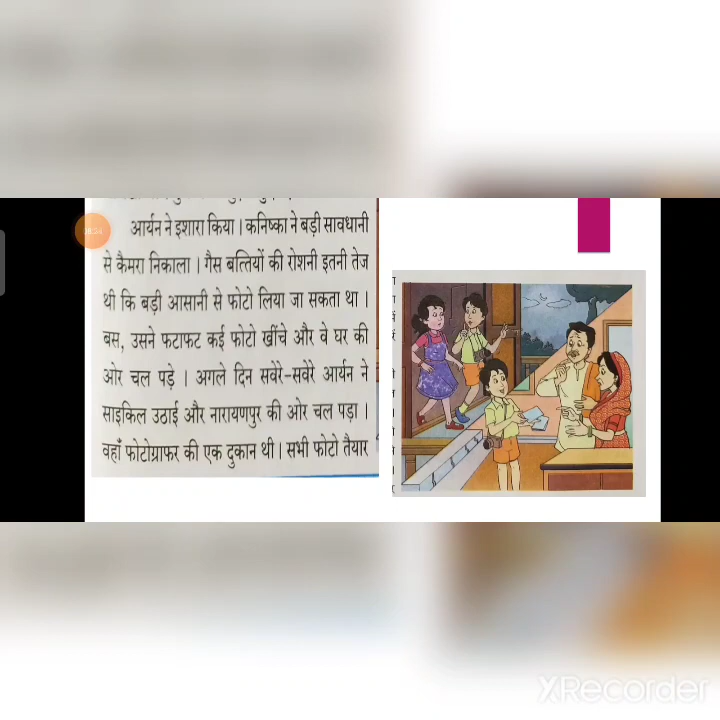 आर्यन ने इशारा किया । कनिष्का ने बड़ी सावधानी
से कैमरा निकाला । गैस बत्तियों की रोशनी इतनी तेज
थी कि बड़ी आसानी से फोटो लिया जा सकता था ।
बस, उसने फटाफट कई फोटो खींचे और वे घर की
ओर चल पड़े । अगले दिन सवेरे-सवेरे आर्यन ने
साइकिल उठाई और नारायणपुर की ओर चल पड़ा ।
वहाँ फोटोग्राफर की एक दुकान थी । सभी फोटो तैयार
XRecorder